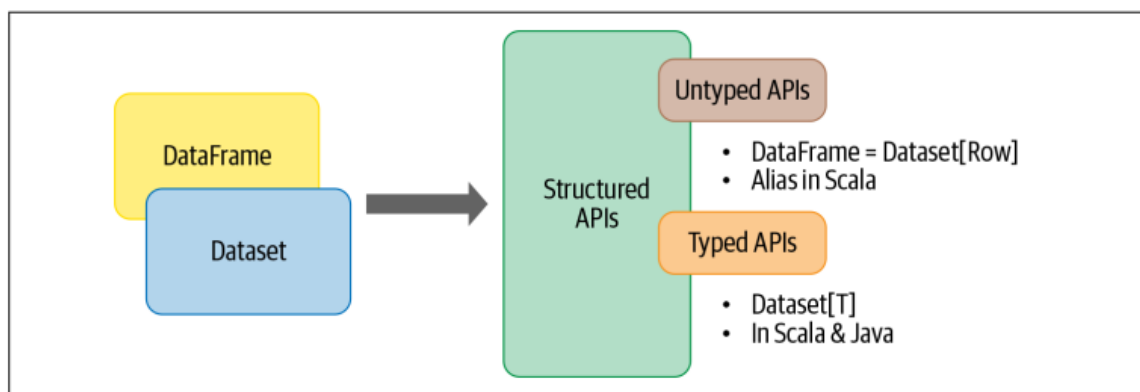 DataFrame
Dataset
Structured
APIs
Untyped APIs
• DataFrame = Dataset[Row]
• Alias in Scala
Typed APIs
• Dataset[T]
• In Scala & Java